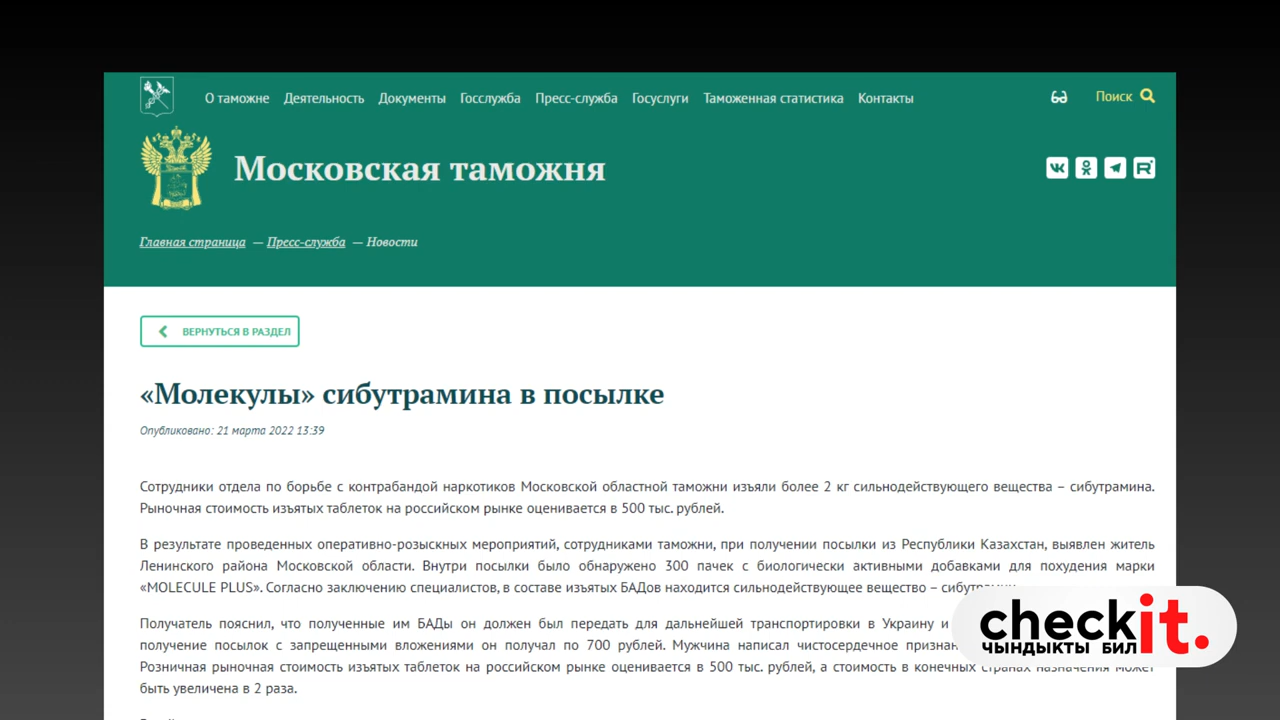 О таможне Деятельность Документы Госслужба Пресс-служба Госуслуги Таможенная статистика Контакты Поиск
Московская таможня
Главная страница — Пресс-служба — Новости
ВЕРНУТЬСЯ В РАЗДЕЛ
«Молекулы» сибутрамина в посылке
Опубликовано: 21 марта 2022 13:39
Сотрудники отдела по борьбе с контрабандой наркотиков Московской областной таможни изъяли более 2 кг сильнодействующего вещества – сибутрамина.
Рыночная стоимость изъятых таблеток на российском рынке оценивается в 500 тыс. рублей.
В результате проведенных оперативно-розыскных мероприятий, сотрудниками таможни, при получении посылки из Республики Казахстан, выявлен житель
Ленинского района Московской области. Внутри посылки было обнаружено 300 пачек с биологически активными добавками для похудения марки
«MOLECULE PLUS». Согласно заключению специалистов, в составе изъятых БАДов находится сильнодействующее вещество –
Получатель пояснил, что полученные им БАДы он должен был передать для дальнейшей транспортировки в Украину и
получение посылок с запрещенными вложениями он получал по 700 рублей. Мужчина написал чистосердечное
Розничная рыночная стоимость изъятых таблеток на российском рынке оценивается в 500 тыс. рублей, а стоимость в конечных странах назначения может
быть увеличена в 2 раза.
checkit.
ЧЫНДЫКТЫ БИЛ